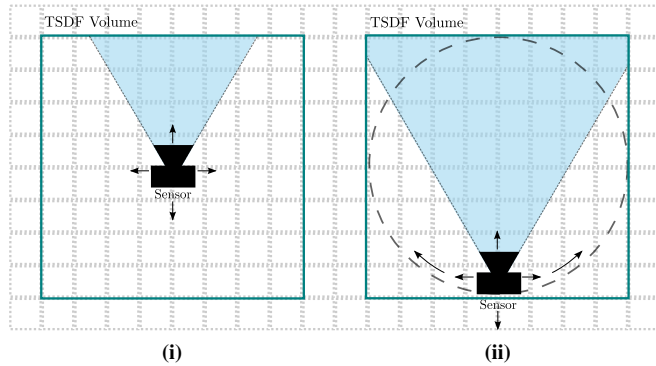 TSDF Volume
TSDF Volume
Sensor
Sensor
(i)
(ii)